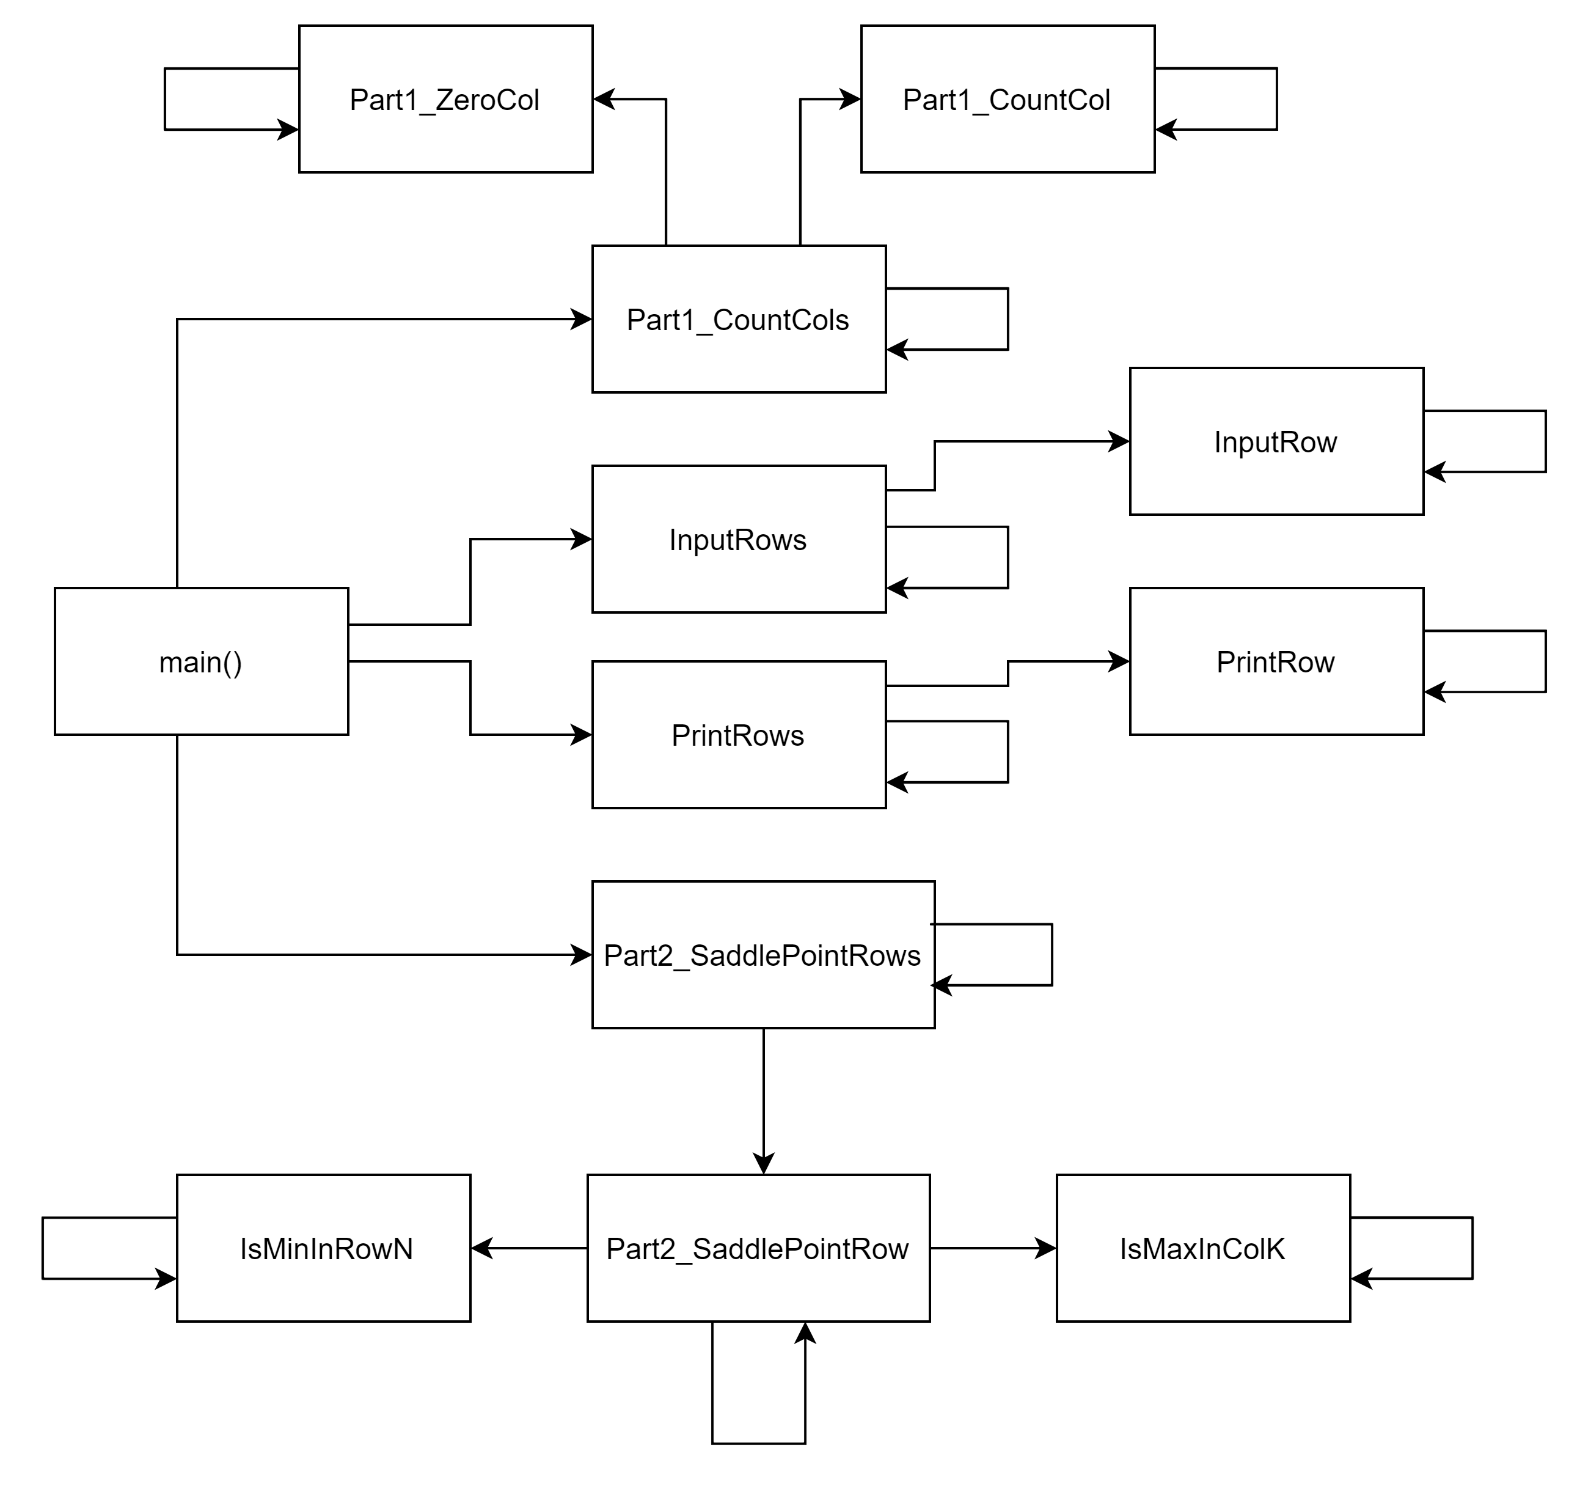 Part1_ZeroCol
Part1_CountCol
Part1_CountCols
InputRow
InputRows
main()
PrintRow
PrintRows
Part2_SaddlePointRows
IsMinInRowN
Part2_SaddlePointRow
IsMaxInColK